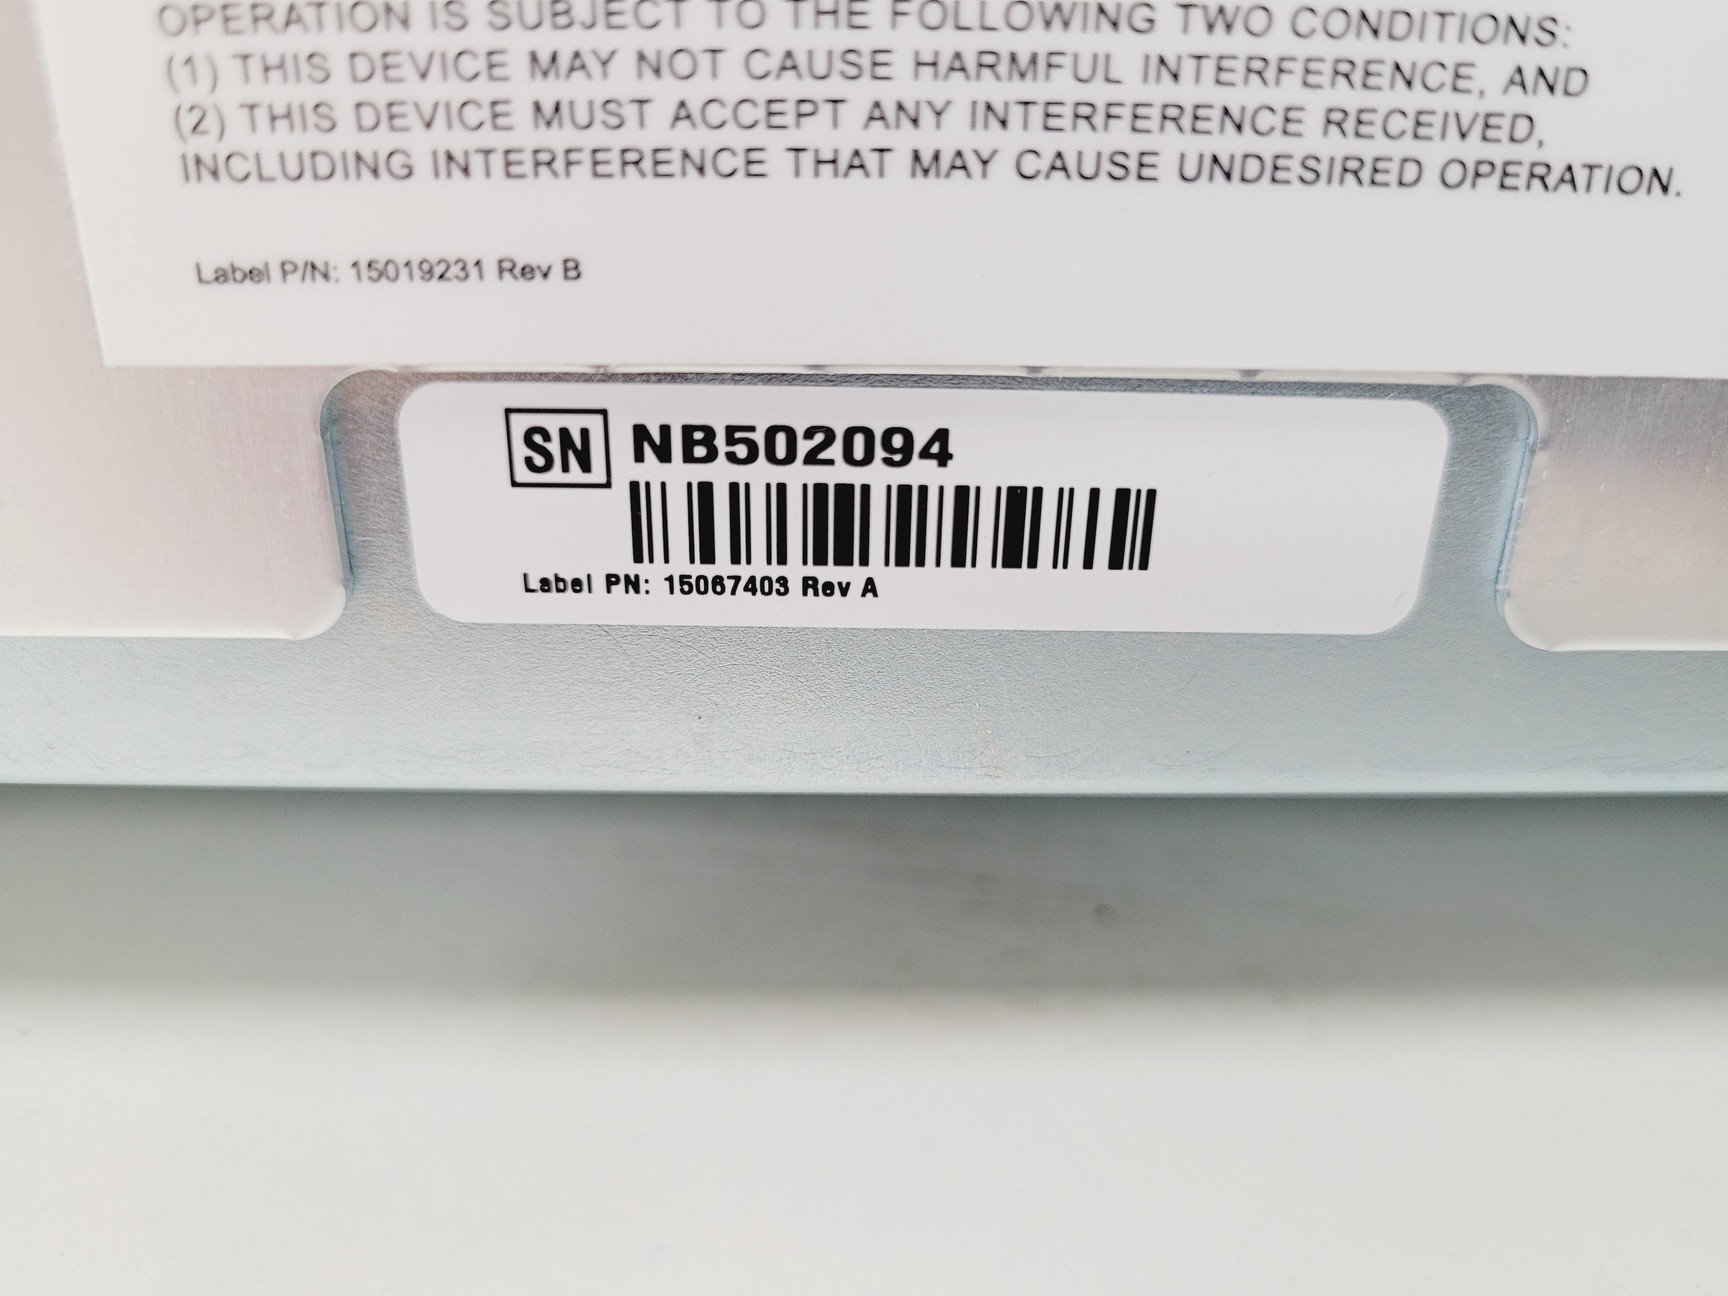 OPERATION IS SUBJECT TO THE FOLLOWING TWO CONDITIONS:
(1) THIS DEVICE MAY NOT CAUSE HARMFUL INTERFERENCE, AND
(2) THIS DEVICE MUST ACCEPT ANY INTERFERENCE RECEIVED,
INCLUDING INTERFERENCE THAT MAY CAUSE UNDESIRED OPERATION.
Label P/N: 15019231 Rev B
SN NB502094
Label PN: 15067403 Rev A